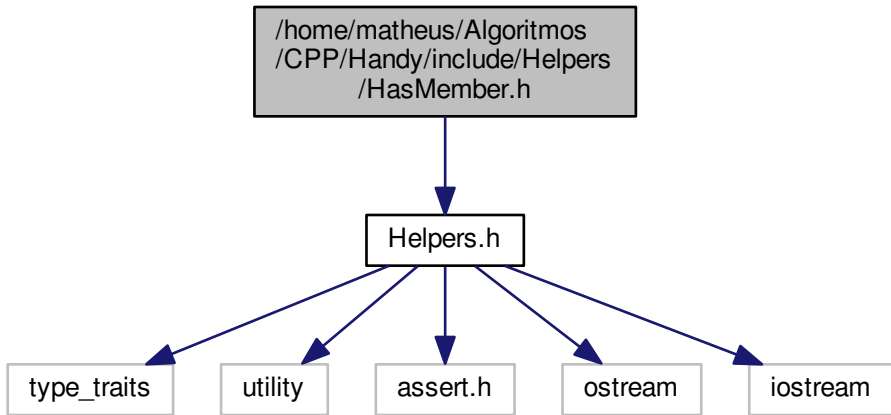 /home/matheus/Algoritmos
/CPP/Handy/include/Helpers
/HasMember.h
Helpers.h
type_traits
utility
assert.h
ostream
iostream